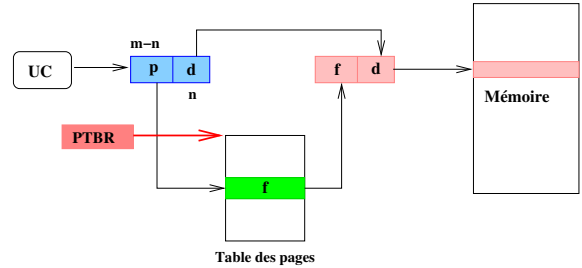 m−n
UC
p d
n
f d
Mémoire
PTBR
f
Table des pages